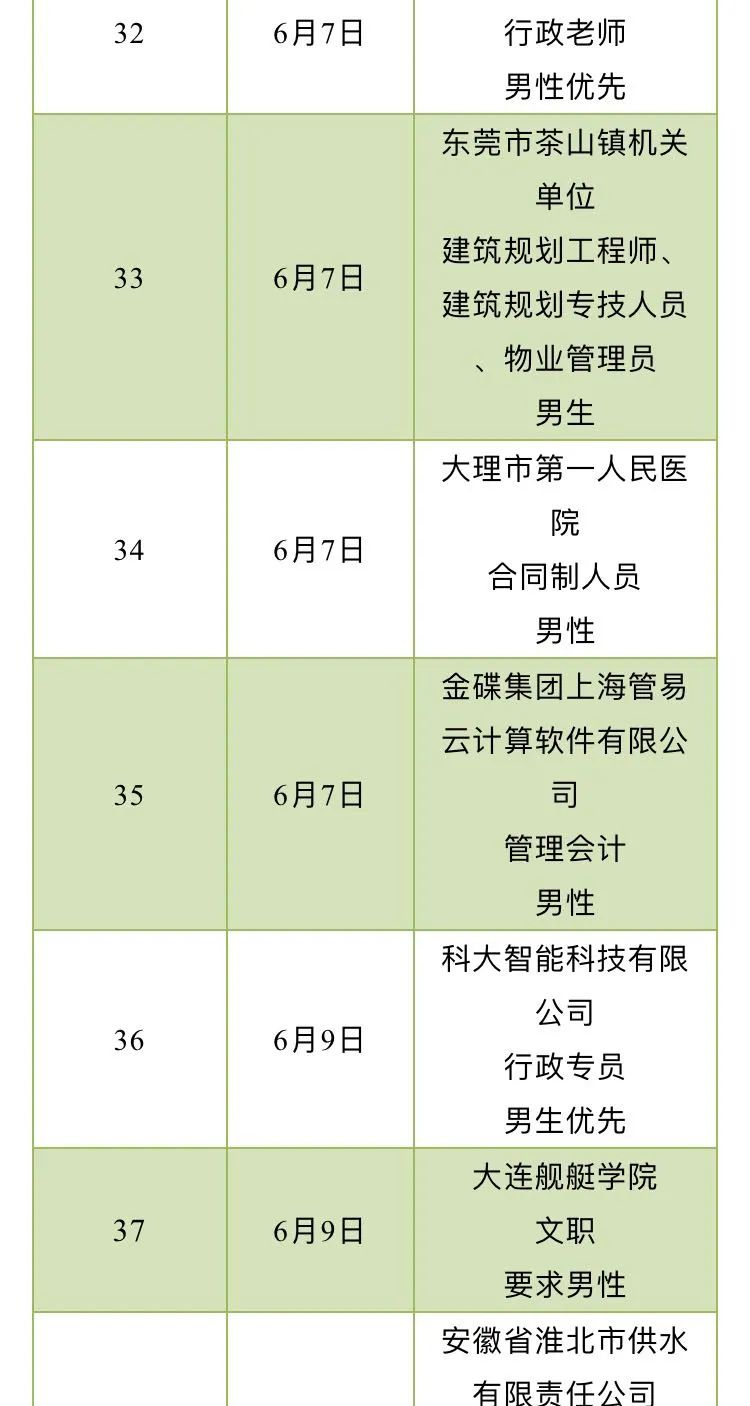 32
6月7日
行政老师
男性优先
33
6月7日
东莞市茶山镇机关
单位
建筑规划工程师、
建筑规划专技人员
、物业管理员
男生
34
6月7日
大理市第一人民医
院
合同制人员
男性
35
6月7日
金碟集团上海管易
云计算软件有限公
司
管理会计
男性
36
6月9日
科大智能科技有限
公司
行政专员
男生优先
37
6月9日
大连舰艇学院
文职
要求男性
安徽省淮北市供水
有限责任公司